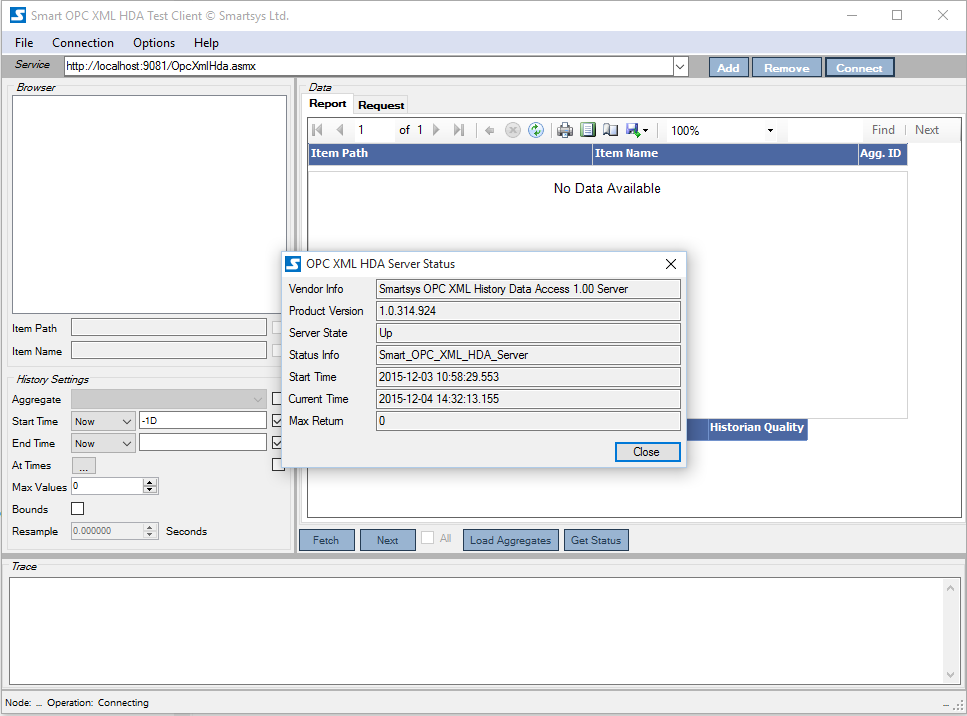 Smart OPC XML HDA Test Client © Smartsys Ltd.
File Connection Options Help
Service http://localhost:9081/OpcXmlHda.asmx Add Remove Connect
Browser
Data
Report Request
1 of 1 100% Find Next
Item Path Item Name Agg. ID
No Data Available
OPC XML HDA Server Status
Vendor Info Smartsys OPC XML History Data Access 1.00 Server
Product Version 1.0.314.924
Server State Up
Status Info Smart_OPC_XML_HDA_Server
Start Time 2015-12-03 10:58:29.553
Current Time 2015-12-04 14:32:13.155
Max Return 0
Close
Item Path
Item Name
History Settings
Aggregate
Start Time Now -1D
End Time Now
At Times ...
Max Values 0
Bounds
Resample 0.000000 Seconds
Historian Quality
Fetch Next All Load Aggregates Get Status
Trace
Node: ... Operation: Connecting